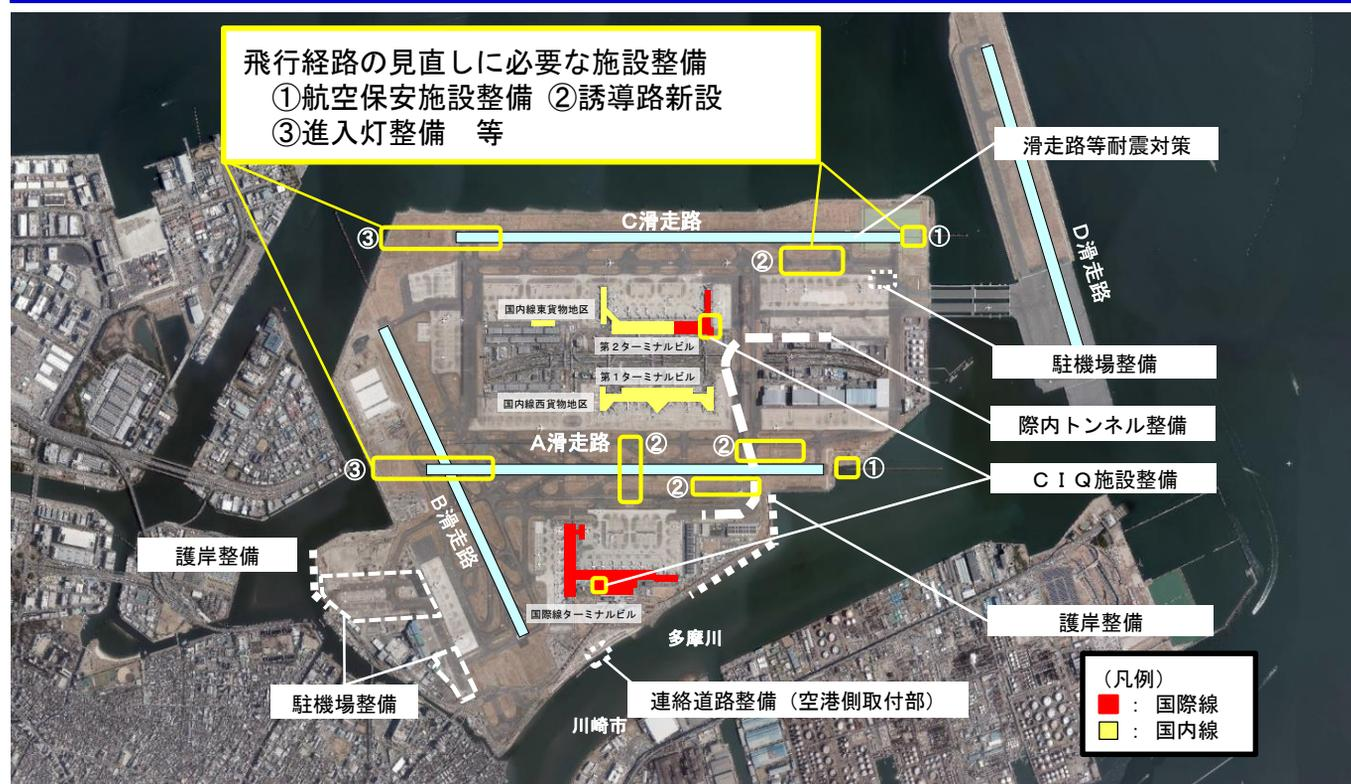 飛行経路の見直しに必要な施設整備
①航空保安施設整備 ②誘導路新設
③進入灯整備 等
滑走路等耐震対策
C滑走路
③
①
②
D滑走路
国内線東貨物地区
第2ターミナルビル
駐機場整備
第1ターミナルビル
国内線西貨物地区
際内トンネル整備
A滑走路
②
②
③
①
CIQ施設整備
②
B滑走路
護岸整備
国際線ターミナルビル
護岸整備
多摩川
駐機場整備
連絡道路整備(空港側取付部)
川崎市
(凡例)
: 国際線
: 国内線